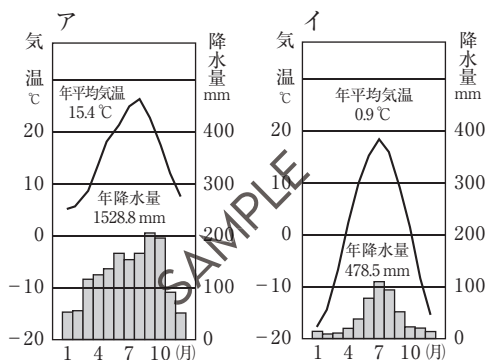 ア
気温
℃
降水量
mm
年平均気温
15.4 ℃
年降水量
1528.8 mm
20
10
0
−10
−20
400
300
200
100
0
1 4 7 10 (月)
イ
気温
℃
降水量
mm
年平均気温
0.9 ℃
年降水量
478.5 mm
20
10
0
−10
−20
400
300
200
100
0
1 4 7 10 (月)
SAMPLE